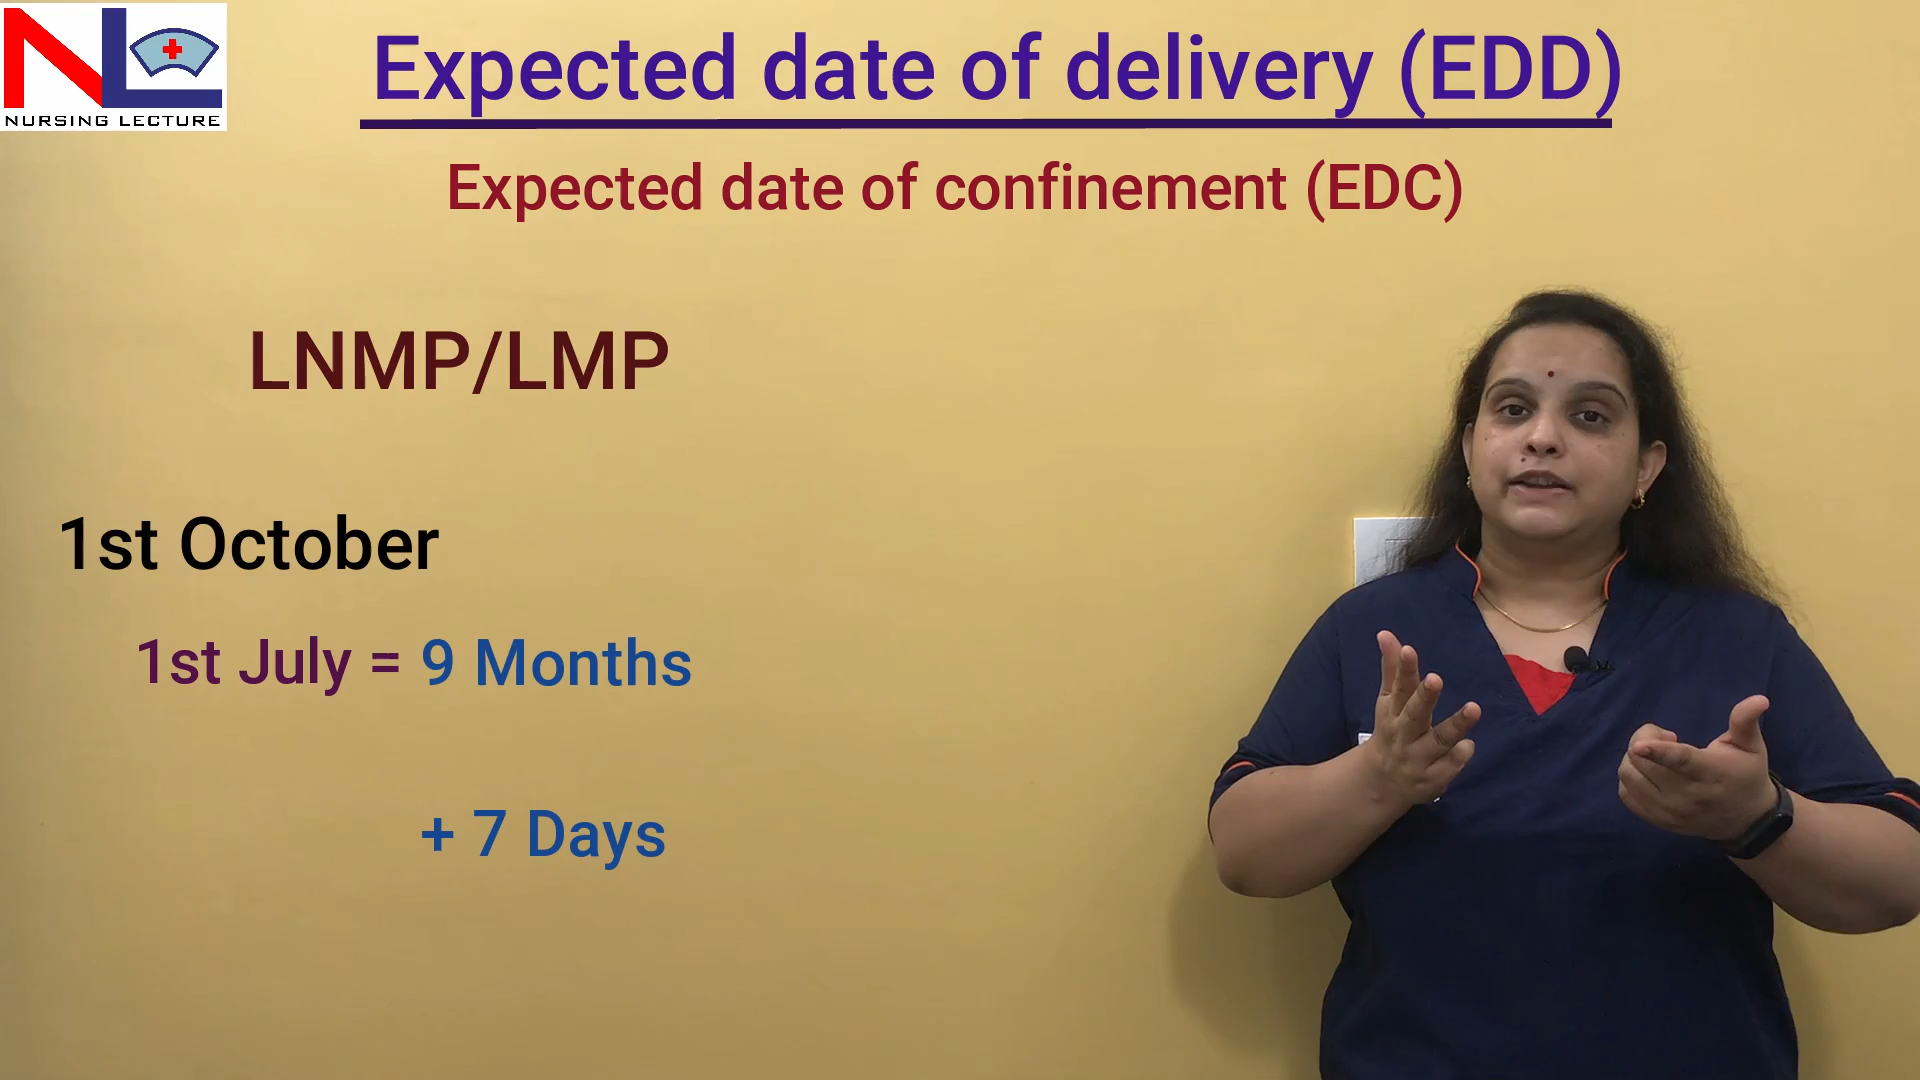 NL
NURSING LECTURE
Expected date of delivery (EDD)
Expected date of confinement (EDC)
LNMP/LMP
1st October
1st July = 9 Months
+ 7 Days